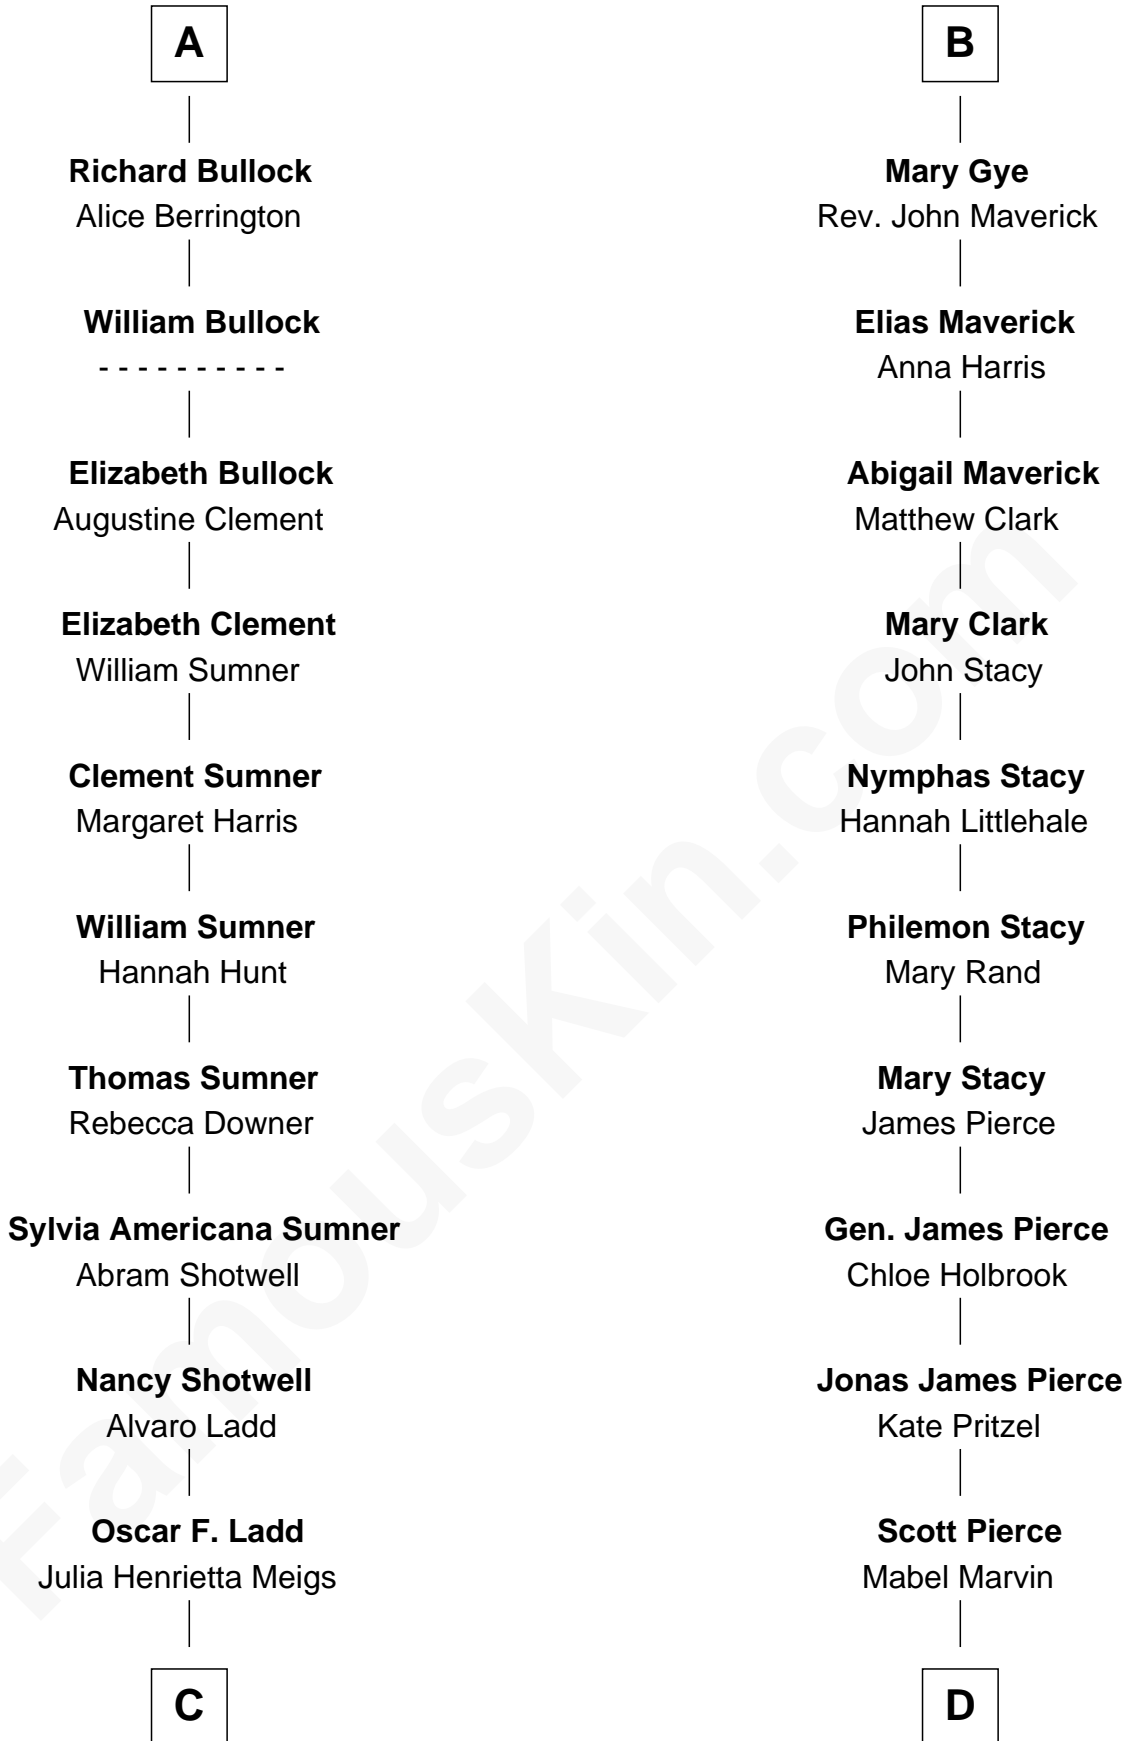 A
Richard Bullock
Alice Berrington
William Bullock
- - - - - - - - - -
Elizabeth Bullock
Augustine Clement
Elizabeth Clement
William Sumner
Clement Sumner
Margaret Harris
William Sumner
Hannah Hunt
Thomas Sumner
Rebecca Downer
Sylvia Americana Sumner
Abram Shotwell
Nancy Shotwell
Alvaro Ladd
Oscar F. Ladd
Julia Henrietta Meigs
C
B
Mary Gye
Rev. John Maverick
Elias Maverick
Anna Harris
Abigail Maverick
Matthew Clark
Mary Clark
John Stacy
Nymphas Stacy
Hannah Littlehale
Philemon Stacy
Mary Rand
Mary Stacy
James Pierce
Gen. James Pierce
Chloe Holbrook
Jonas James Pierce
Kate Pritzel
Scott Pierce
Mabel Marvin
D
FamousKin.com